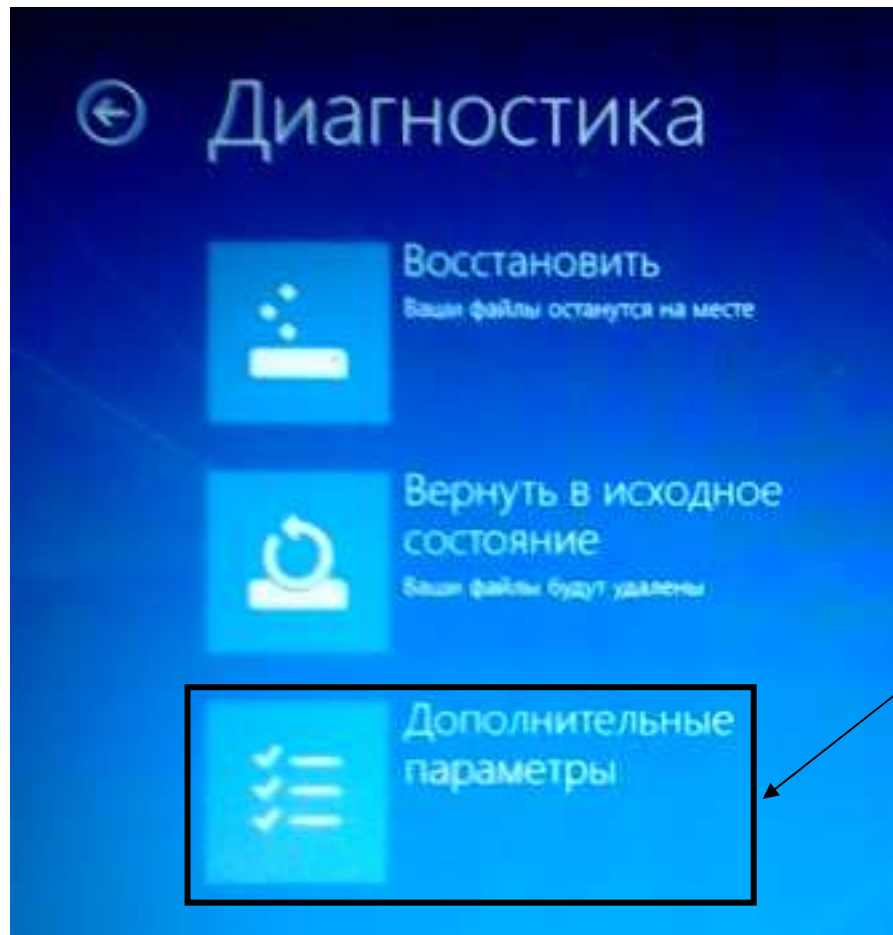 Диагностика
Восстановить
Ваши файлы останутся на месте
Вернуть в исходное
состояние
Ваши файлы будут удалены
Дополнительные
параметры